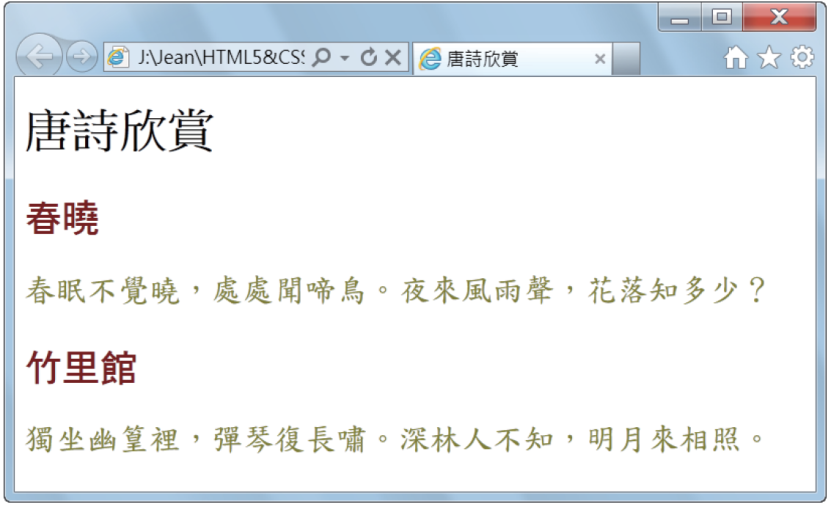 J:\Jean\HTML5&CSS
唐詩欣賞
唐詩欣賞
春曉
春眠不覺曉，處處聞啼鳥。夜來風雨聲，花落知多少？
竹里館
獨坐幽篁裡，彈琴復長嘯。深林人不知，明月來相照。